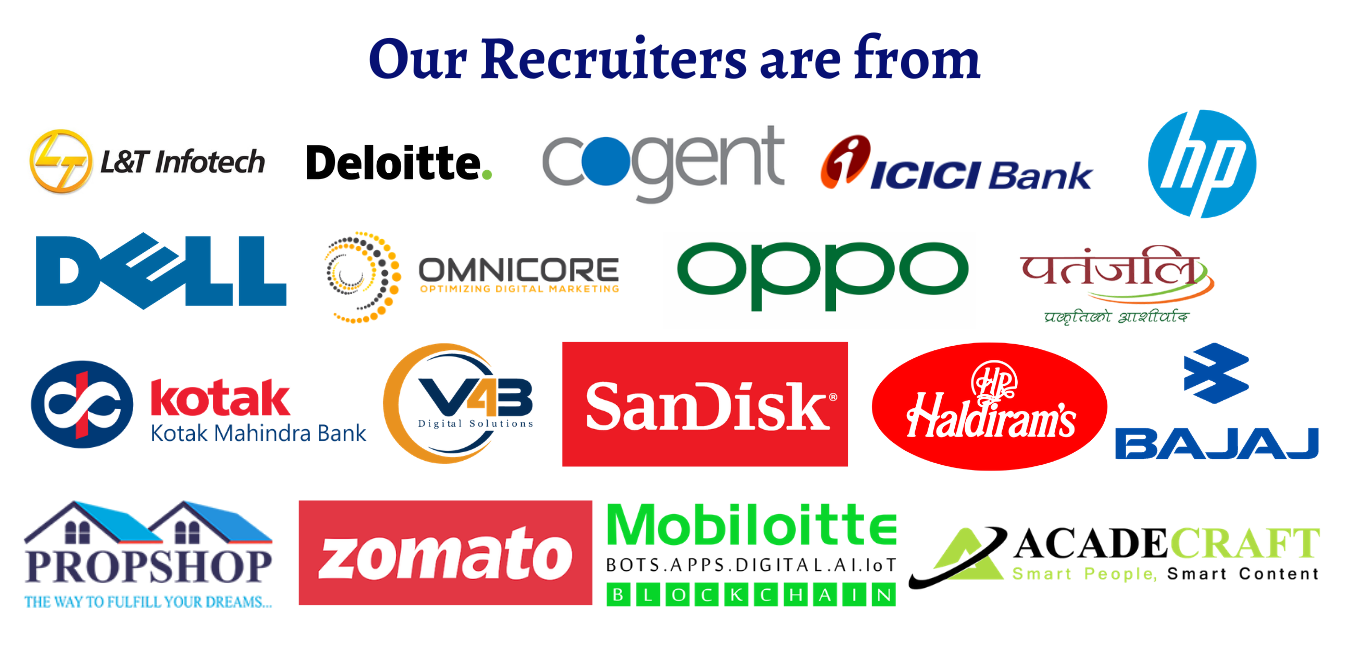 Our Recruiters are from
LT L&T Infotech
Deloitte.
cogent
i ICICI Bank
hp
DELL
OMNICORE
OPTIMIZING DIGITAL MARKETING
oppo
पतंजलि
प्रकृतिको आशीर्वाद
kotak
Kotak Mahindra Bank
V4B
Digital Solutions
SanDisk®
HR
Haldiram's
BAJAJ
PROPSHOP
THE WAY TO FULFILL YOUR DREAMS...
zomato
Mobiloitte
BOTS.APPS.DIGITAL.AI.IoT
BLOCKCHAIN
ACADECRAFT
Smart People, Smart Content